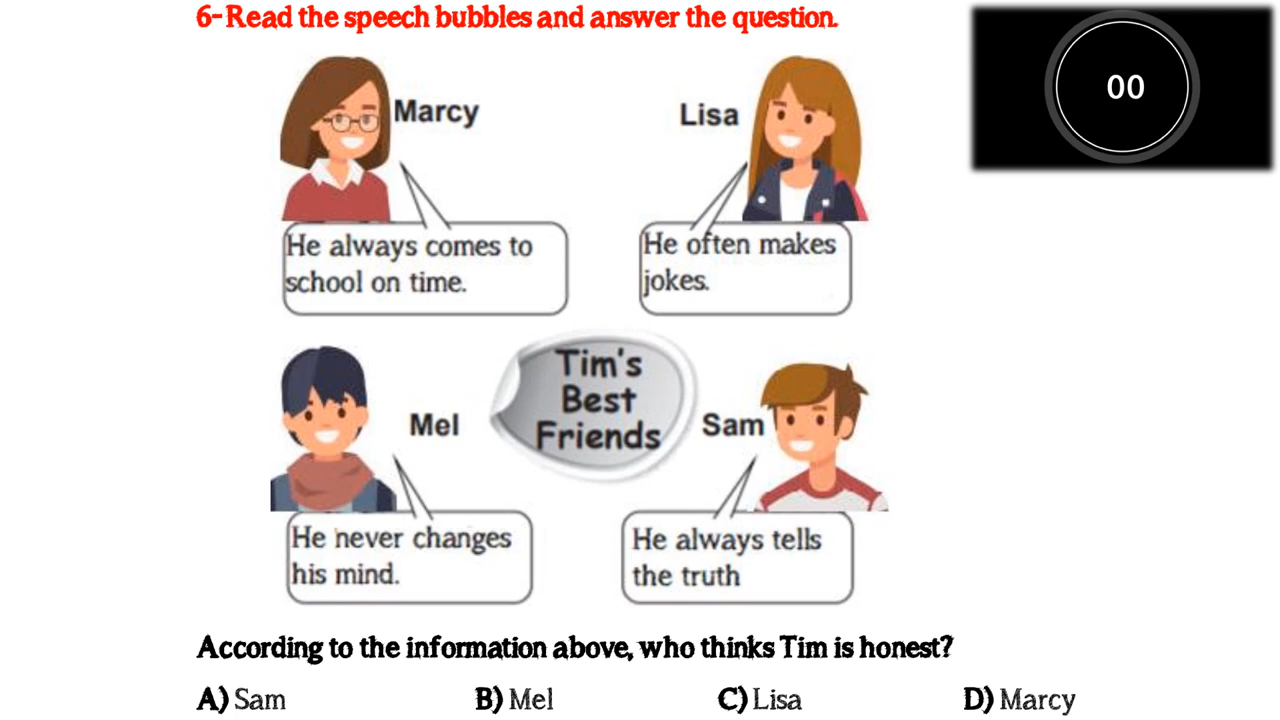 6-Read the speech bubbles and answer the question.
00
Marcy
Lisa
He always comes to
school on time.
He often makes
jokes.
Tim's
Best
Friends
Mel
Sam
He never changes
his mind.
He always tells
the truth
According to the information above, who thinks Tim is honest?
A) Sam B) Mel C) Lisa D) Marcy